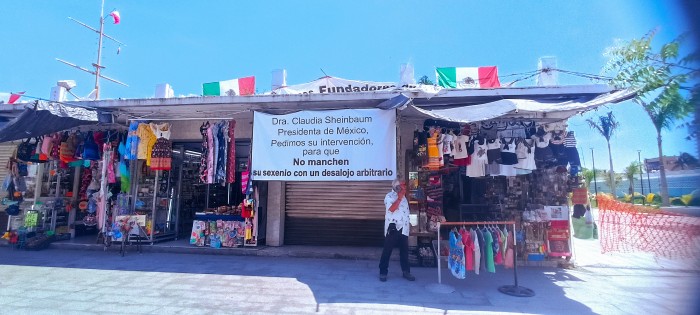 Fundadores
Dra. Claudia Sheinbaum
Presidenta de México,
Pedimos su intervención,
para que
No manchen
su sexenio con un desalojo arbitrario